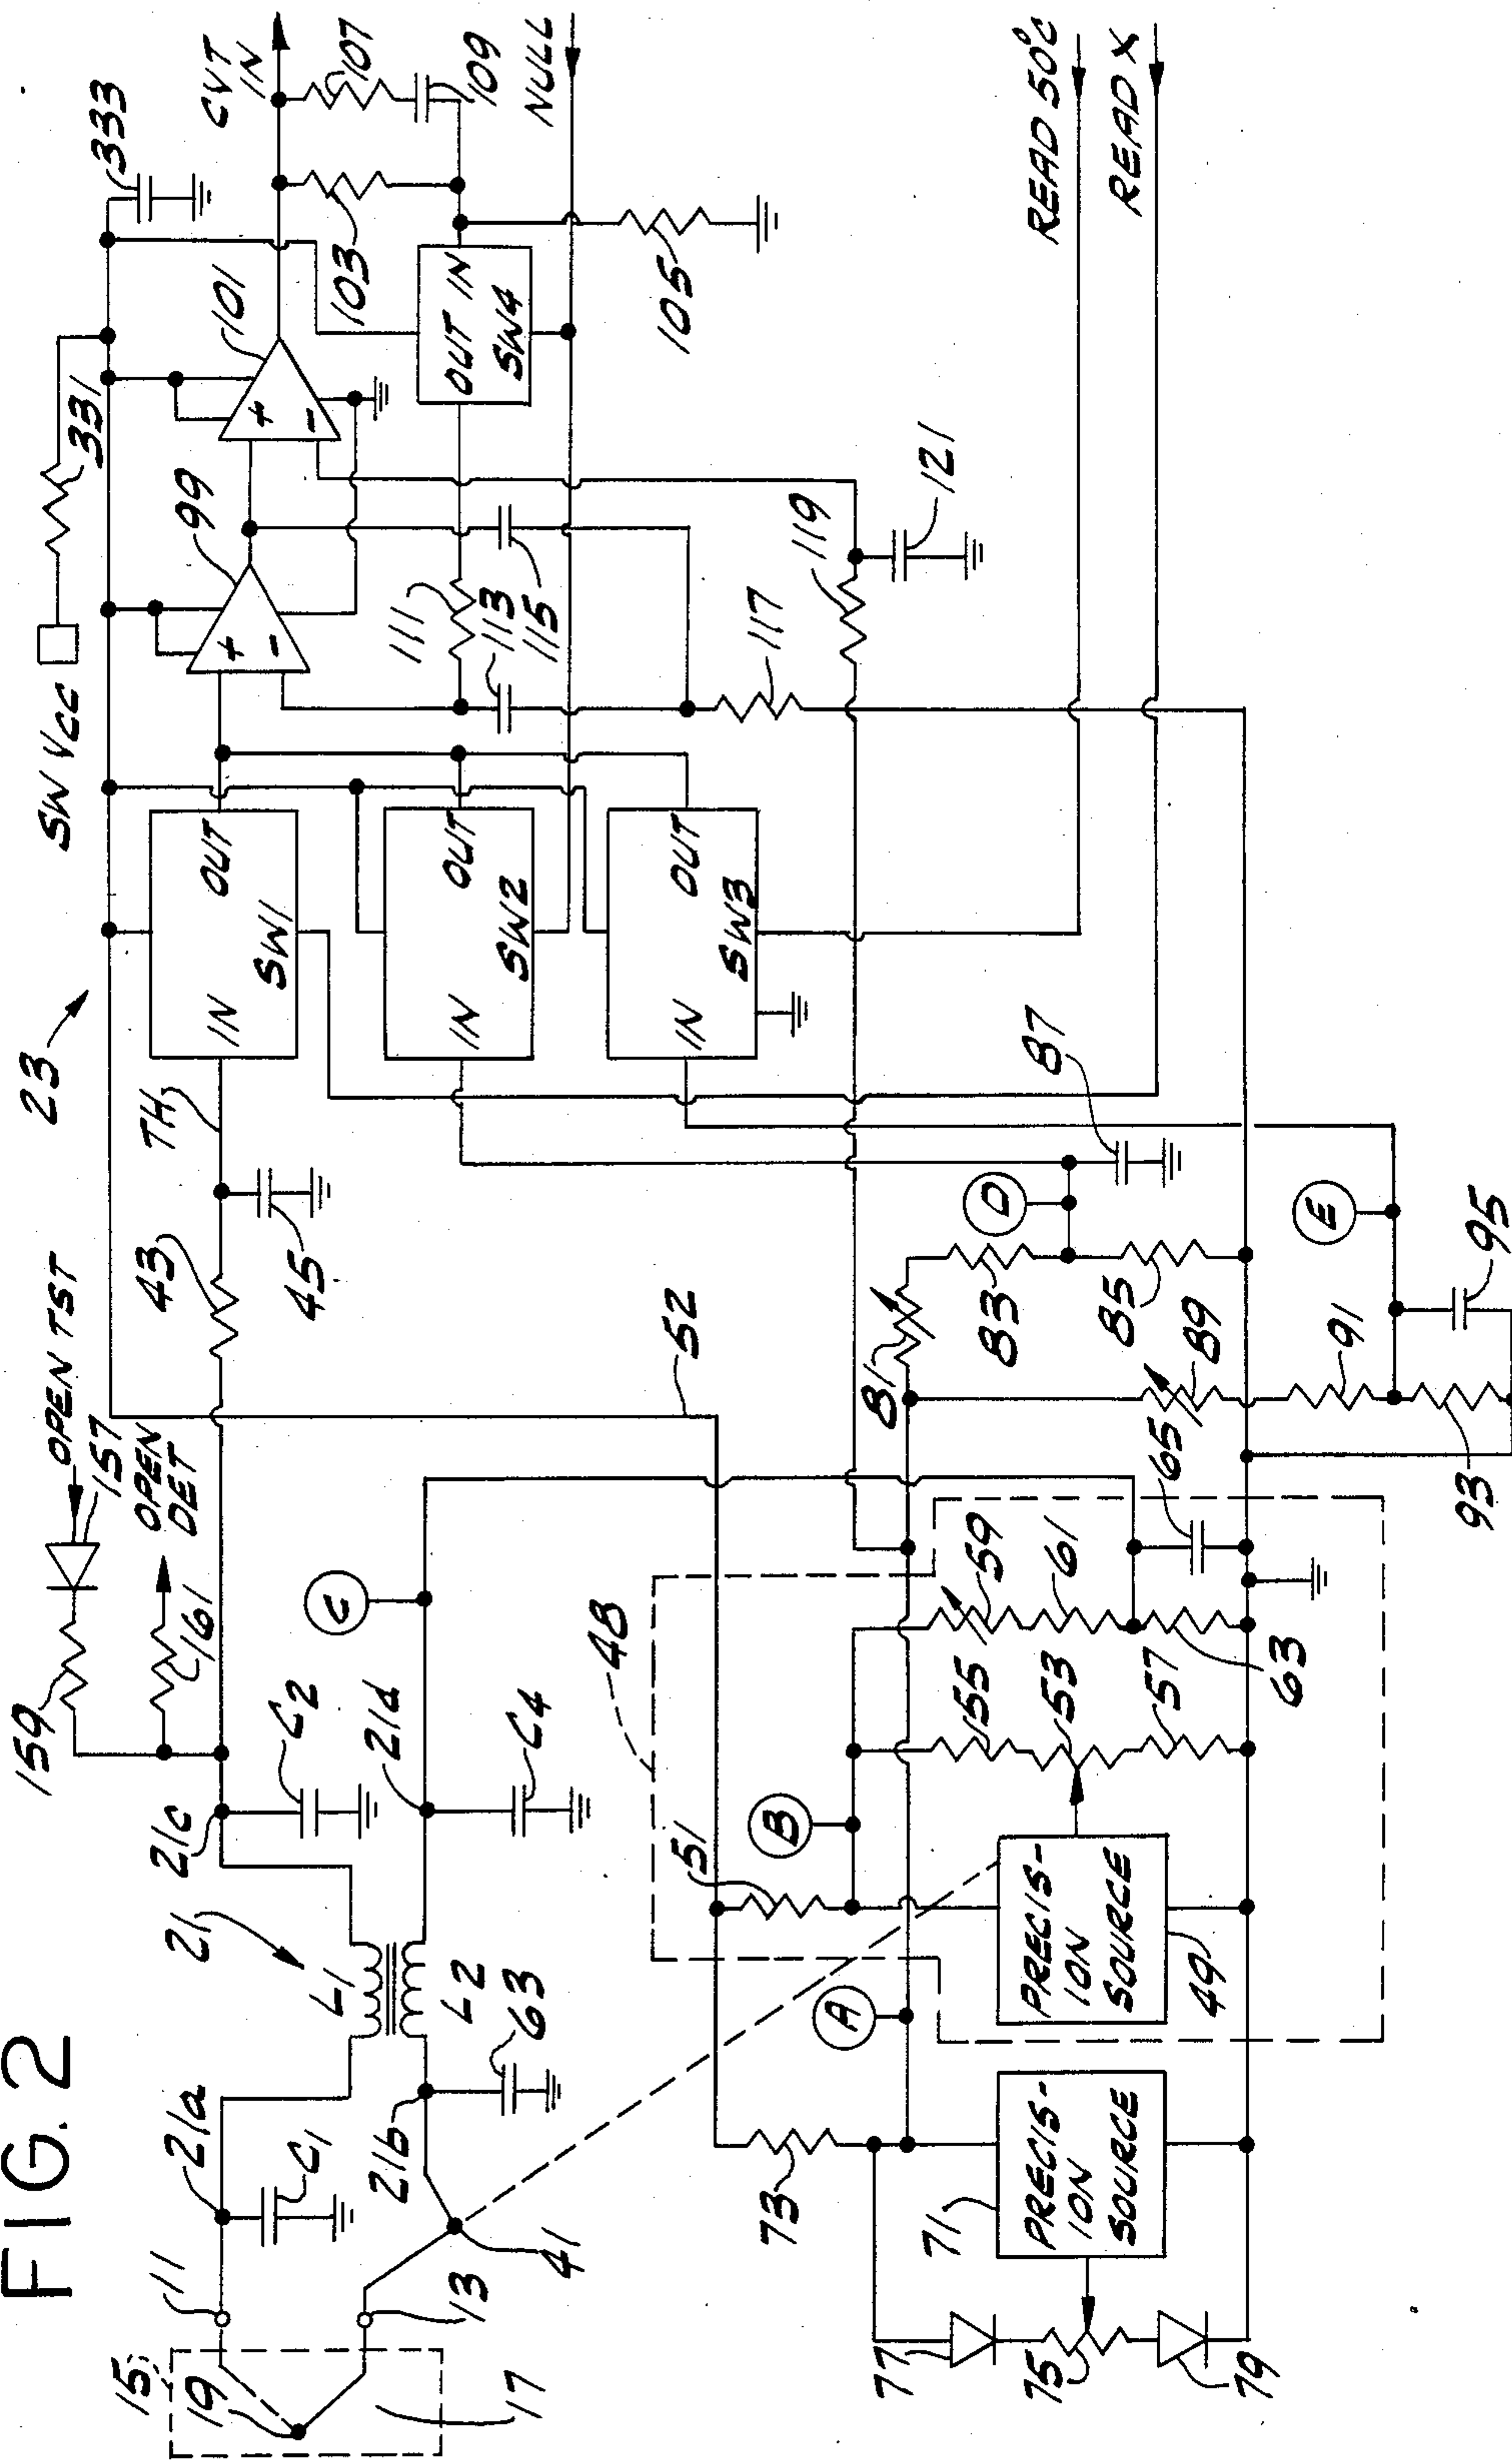 FIG. 2
23
SW VCC
331
333
OPEN TST
157
159
OPEN
DET
161
15
19
17
11
13
21a
C1
21b
41
21
L1
L2
63
21c
C2
21d
C4
C
43
45
TH
IN
OUT
SW1
IN
OUT
SW2
IN
OUT
SW3
OUT IN
SW4
99
+
-
101
+
-
CVT
IN
103
107
109
NULL
105
111
113
115
117
119
121
READ 50°C
READ X
52
48
51
B
A
73
71
PRECIS-
ION
SOURCE
PRECIS-
ION
SOURCE
49
77
75
79
55
53
57
59
61
63
65
81
83
85
87
D
89
91
93
95
E